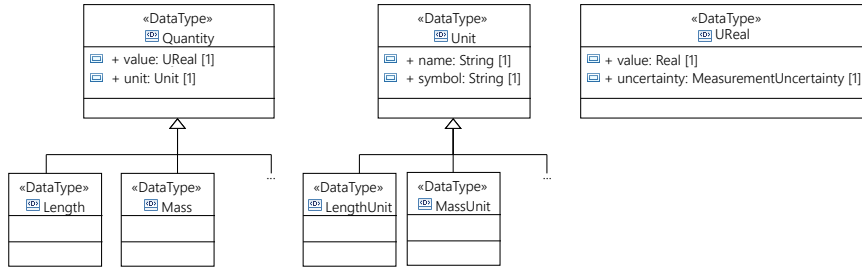 «DataType»
Quantity
+ value: UReal [1]
+ unit: Unit [1]
«DataType»
Unit
+ name: String [1]
+ symbol: String [1]
«DataType»
UReal
+ value: Real [1]
+ uncertainty: MeasurementUncertainty [1]
«DataType»
Length
«DataType»
Mass
...
«DataType»
LengthUnit
«DataType»
MassUnit
...